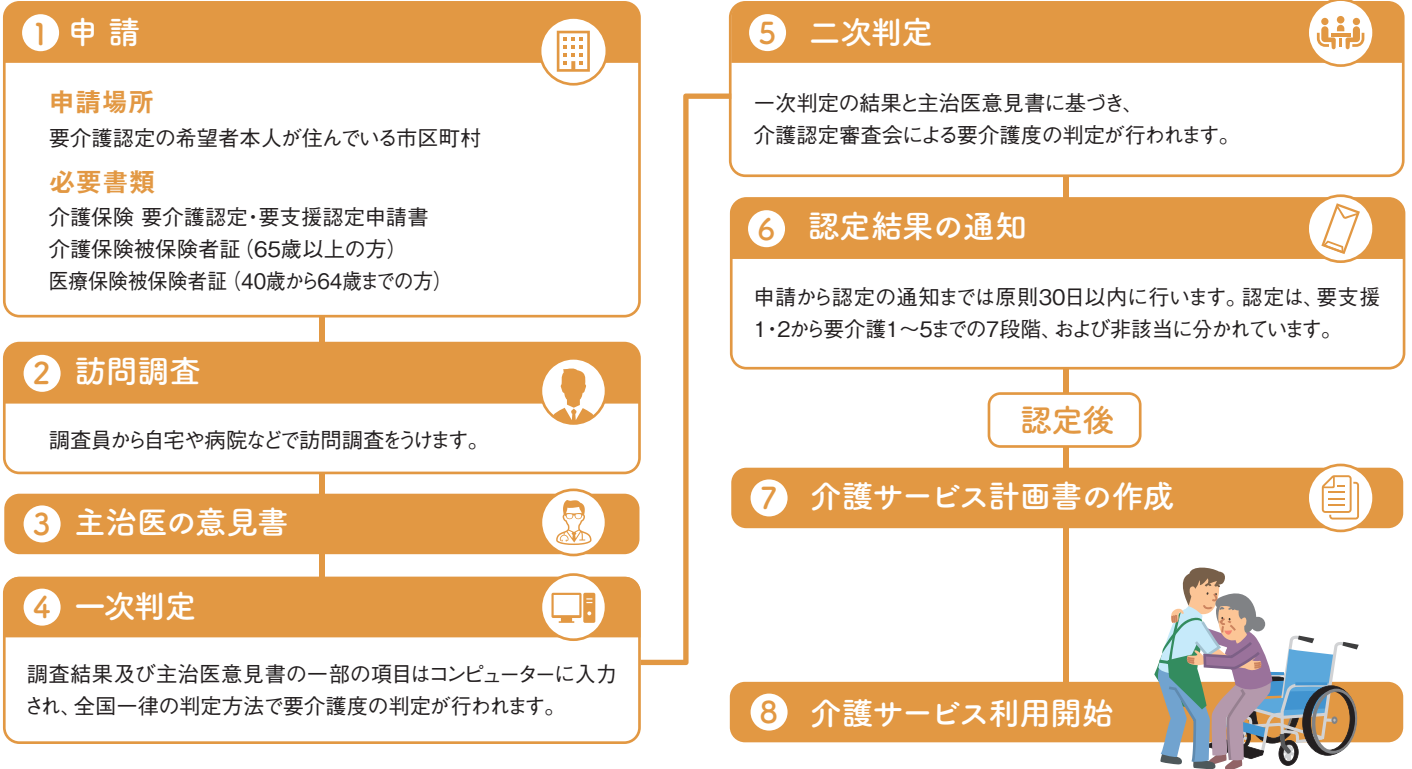 1 申請
申請場所
要介護認定の希望者本人が住んでいる市区町村
必要書類
介護保険 要介護認定・要支援認定申請書
介護保険被保険者証（65歳以上の方）
医療保険被保険者証（40歳から64歳までの方）
2 訪問調査
調査員から自宅や病院などで訪問調査をうけます。
3 主治医の意見書
4 一次判定
調査結果及び主治医意見書の一部の項目はコンピューターに入力
され、全国一律の判定方法で要介護度の判定が行われます。
5 二次判定
一次判定の結果と主治医意見書に基づき、
介護認定審査会による要介護度の判定が行われます。
6 認定結果の通知
申請から認定の通知までは原則30日以内に行います。認定は、要支援
1・2から要介護1～5までの7段階、および非該当に分かれています。
認定後
7 介護サービス計画書の作成
8 介護サービス利用開始